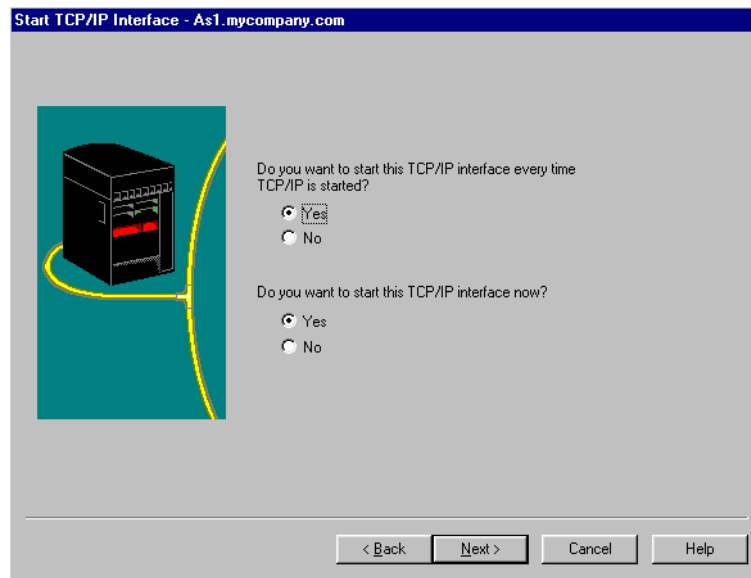 Start TCP/IP Interface - As1.mycompany.com
Do you want to start this TCP/IP interface every time
TCP/IP is started?
Yes
No
Do you want to start this TCP/IP interface now?
Yes
No
< Back
Next >
Cancel
Help